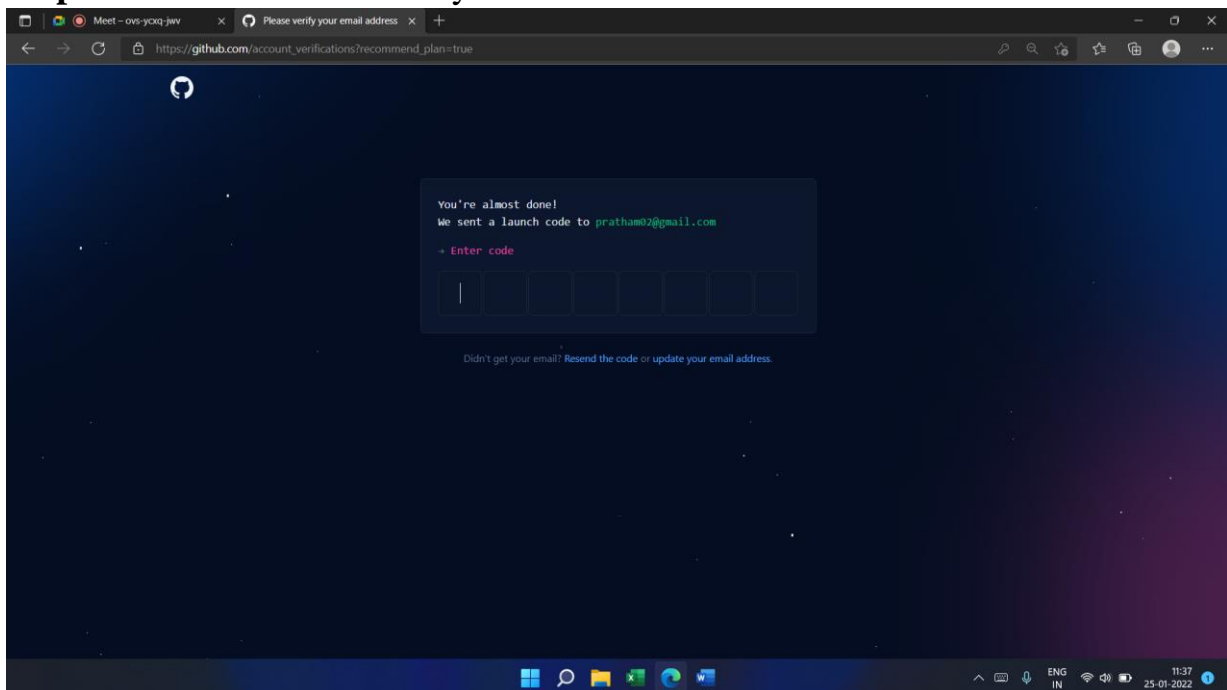 Meet – ovs-ycxq-jwv
Please verify your email address
https://github.com/account_verifications?recommend_plan=true
You're almost done!
We sent a launch code to pratham02@gmail.com
→ Enter code
Didn't get your email? Resend the code or update your email address.
ENG
IN
11:37
25-01-2022
1